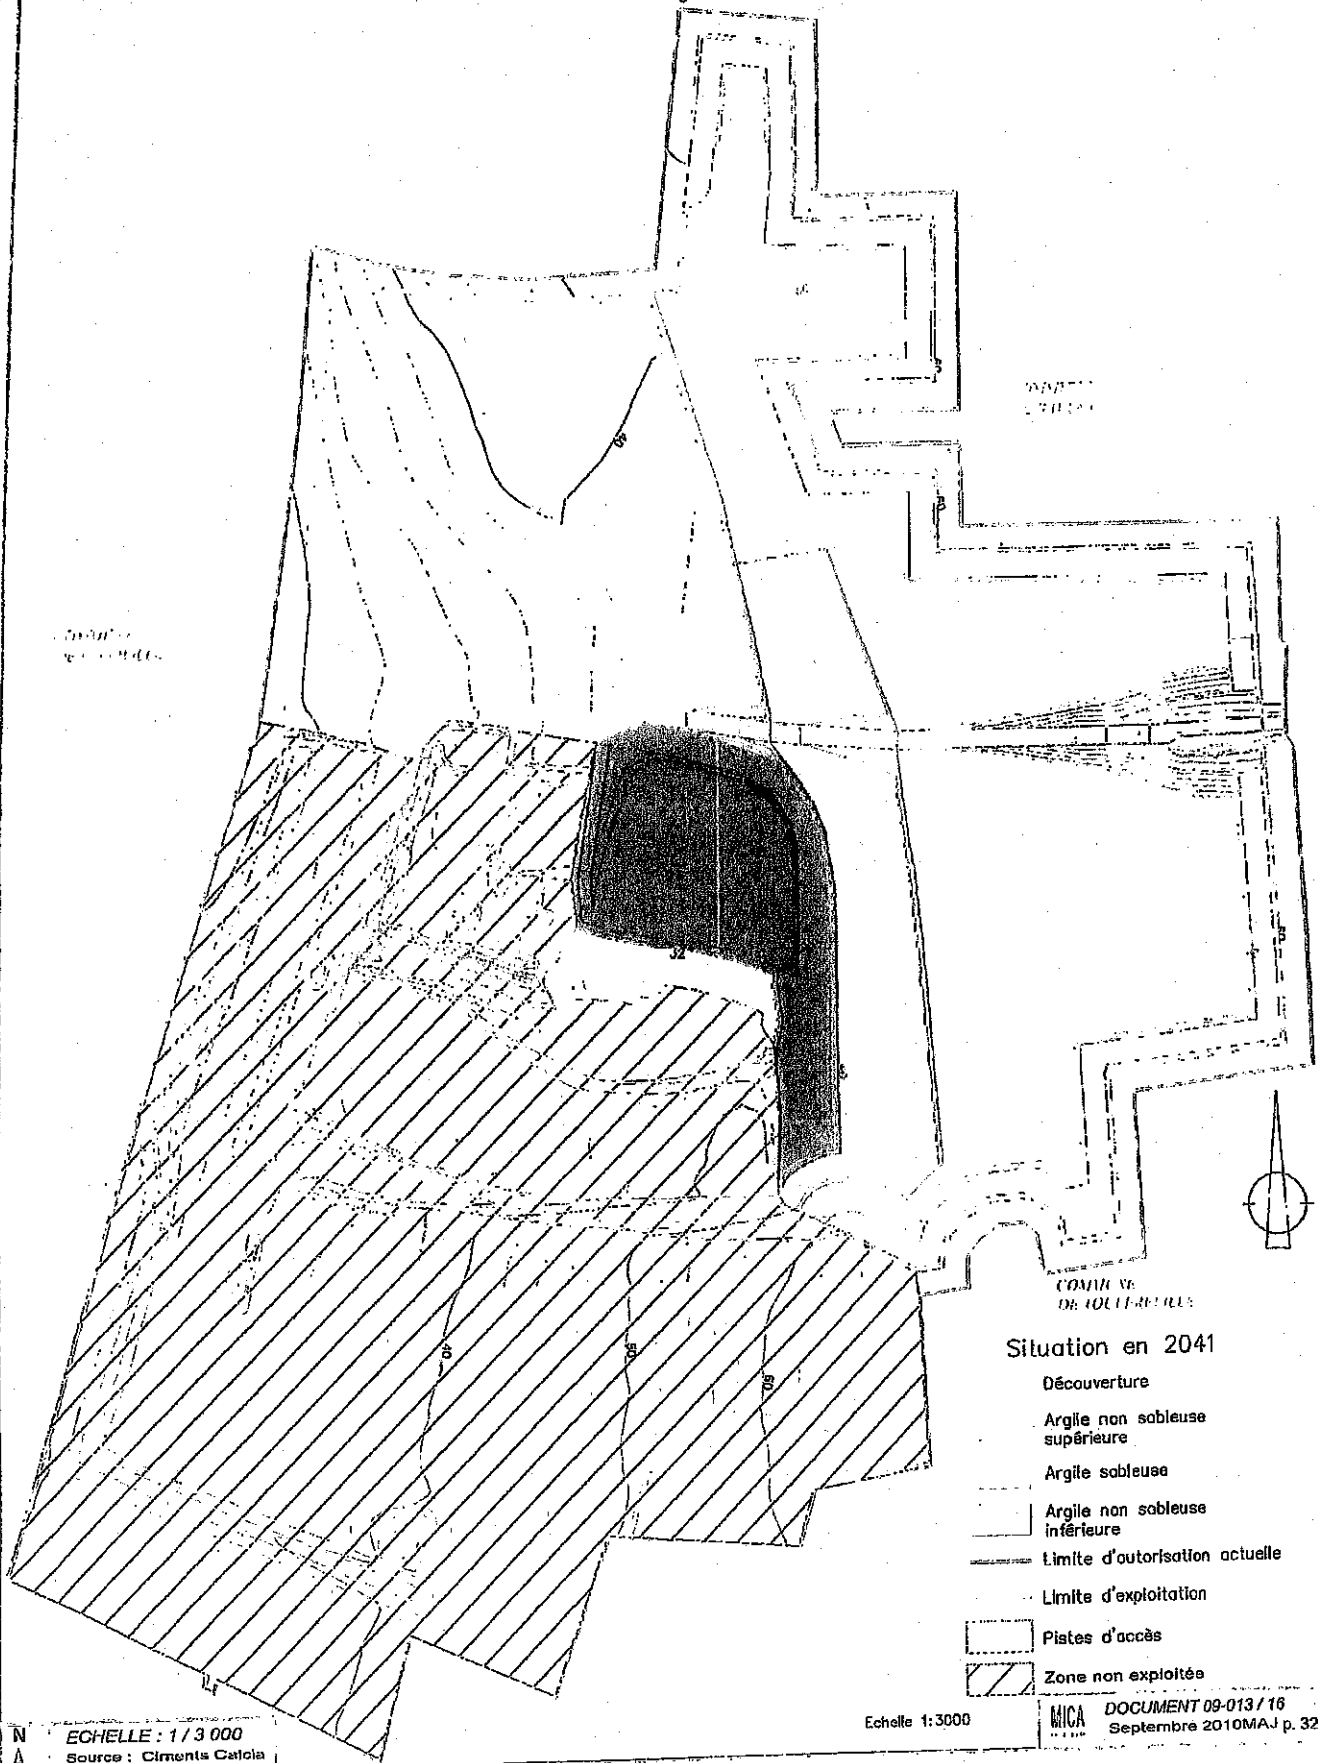 40
32
40
50
60
Situation en 2041
Découverte
Argile non sableuse
supérieure
Argile sableuse
Argile non sableuse
inférieure
Limite d'autorisation actuelle
Limite d'exploitation
Pistes d'accès
Zone non exploitée
Echelle 1:3000
MICA
DOCUMENT 09-013 / 16
Septembre 2010MAJ p. 32
N
ECHELLE : 1 / 3 000
Source : Ciments Calcia